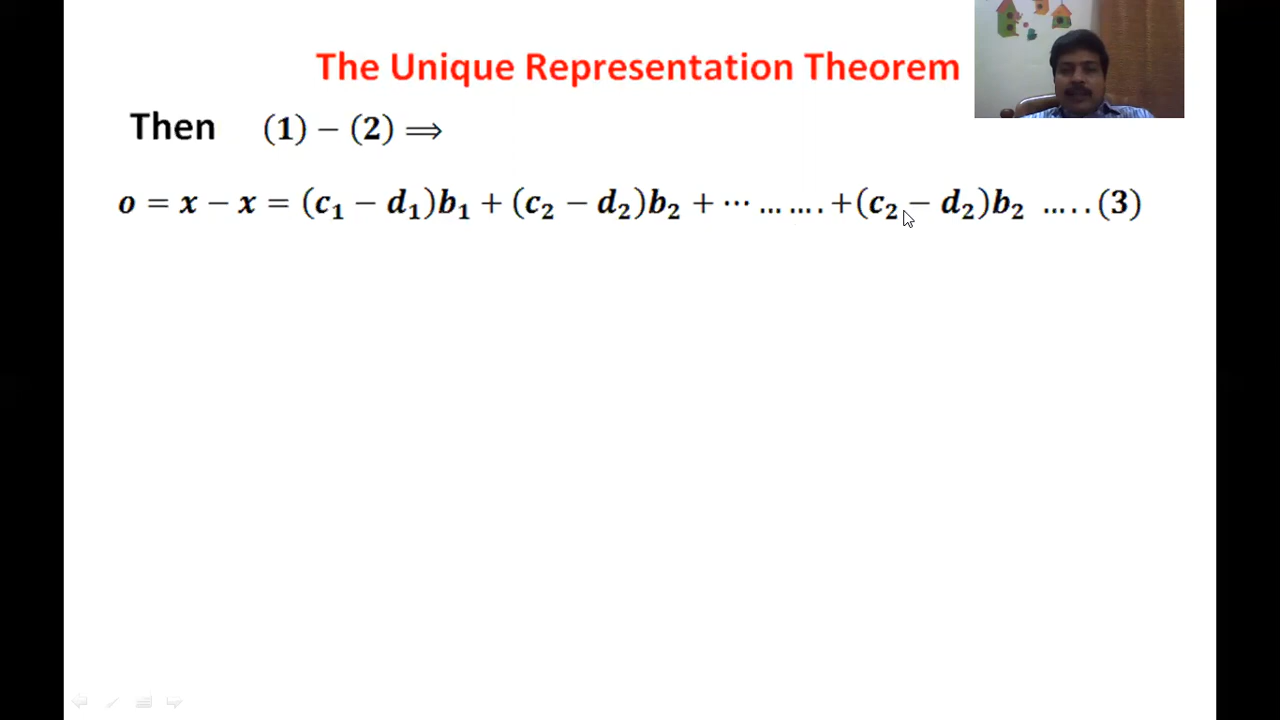 The Unique Representation Theorem
Then (1) − (2) ⟹
o = x − x = (c₁ − d₁)b₁ + (c₂ − d₂)b₂ + ⋯ … … . +(c₂ − d₂)b₂ … . . (3)